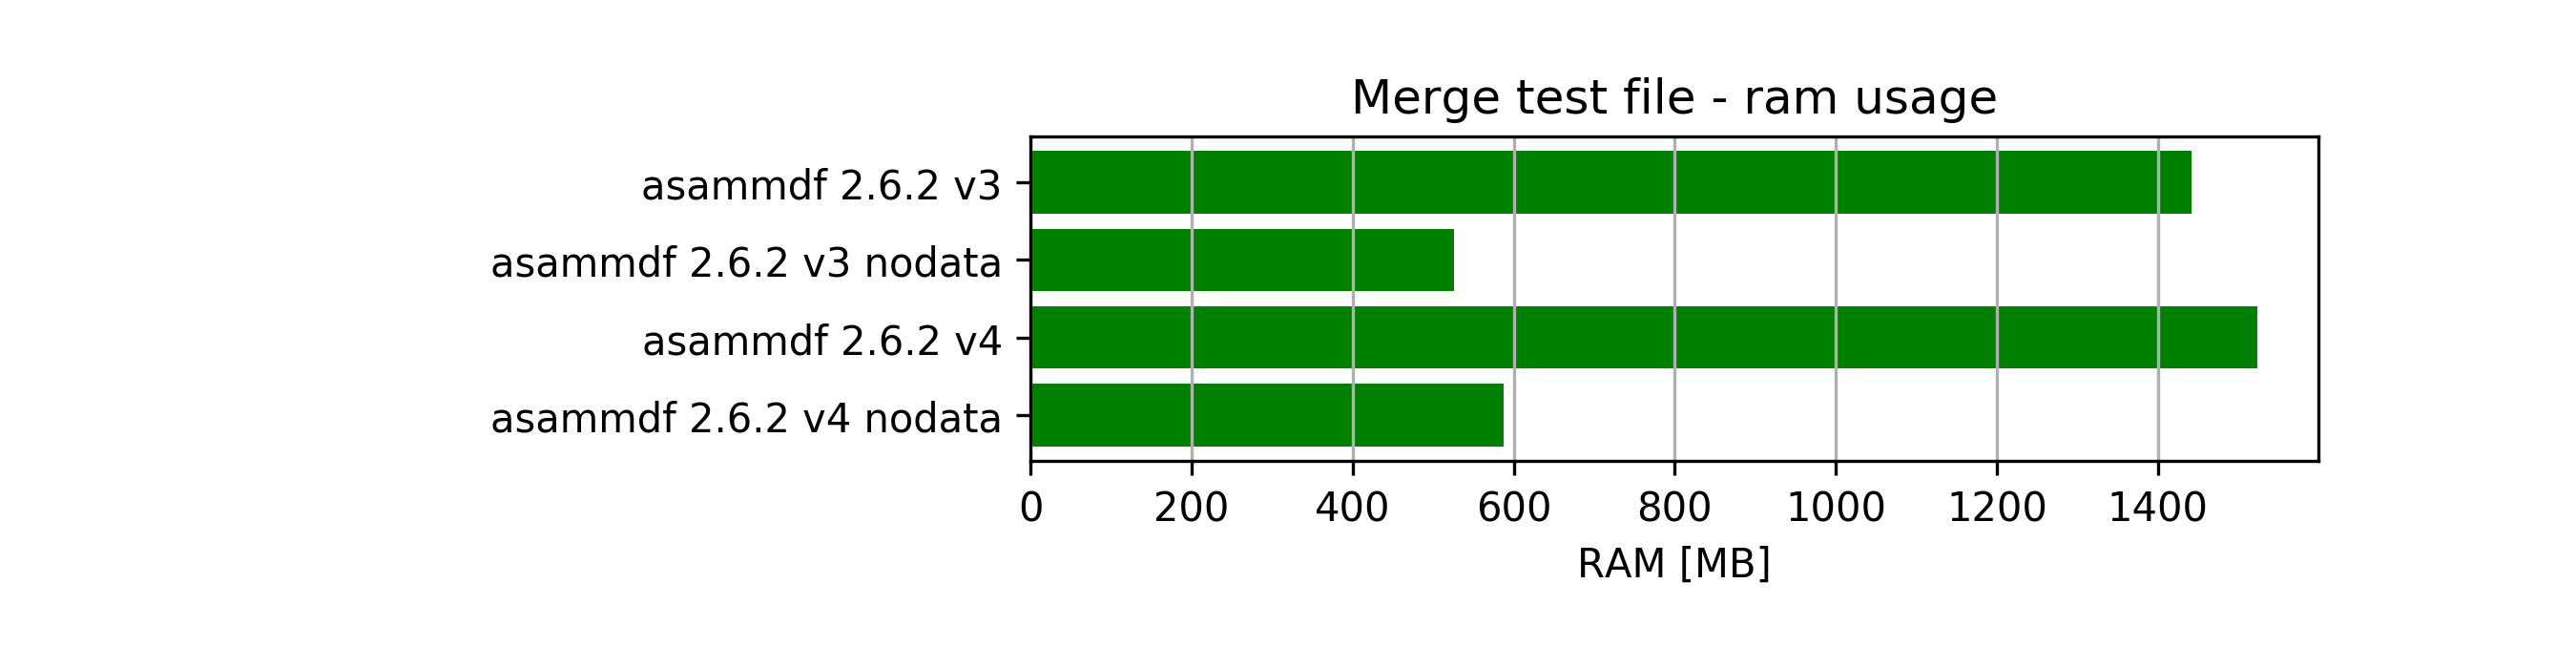 Merge test file - ram usage
asammdf 2.6.2 v3
asammdf 2.6.2 v3 nodata
asammdf 2.6.2 v4
asammdf 2.6.2 v4 nodata
0 200 400 600 800 1000 1200 1400
RAM [MB]